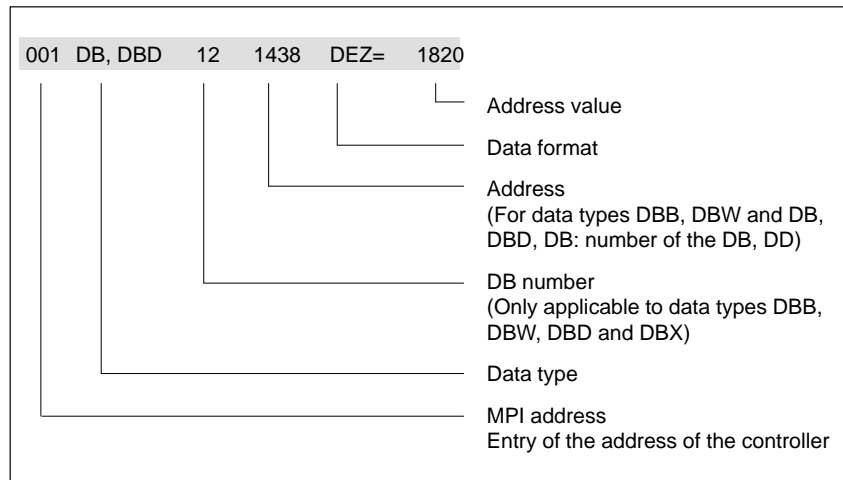 001 DB, DBD 12 1438 DEZ= 1820
Address value
Data format
Address
(For data types DBB, DBW and DB,
DBD, DB: number of the DB, DD)
DB number
(Only applicable to data types DBB,
DBW, DBD and DBX)
Data type
MPI address
Entry of the address of the controller